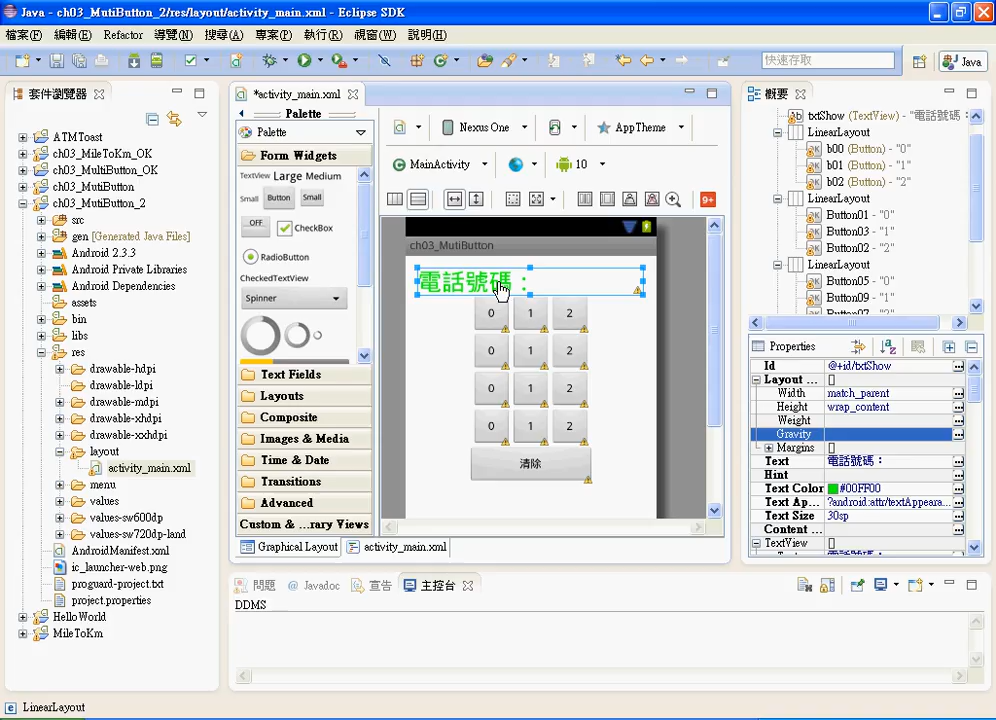 Java - ch03_MutiButton_2/res/layout/activity_main.xml - Eclipse SDK
檔案(F) 編輯(E) Refactor 導覽(N) 搜尋(A) 專案(P) 執行(R) 視窗(W) 說明(H)
快速存取
Java
套件瀏覽器
ATMToast
ch03_MileToKm_OK
ch03_MultiButton_OK
ch03_MutiButton
ch03_MutiButton_2
src
gen [Generated Java Files]
Android 2.3.3
Android Private Libraries
Android Dependencies
assets
bin
libs
res
drawable-hdpi
drawable-ldpi
drawable-mdpi
drawable-xhdpi
drawable-xxhdpi
layout
activity_main.xml
menu
values
values-sw600dp
values-sw720dp-land
AndroidManifest.xml
ic_launcher-web.png
proguard-project.txt
project.properties
HelloWorld
MileToKm
*activity_main.xml
Palette
Palette
Form Widgets
TextView Large Medium
Small Button Small
OFF CheckBox
RadioButton
CheckedTextView
Spinner
Text Fields
Layouts
Composite
Images & Media
Time & Date
Transitions
Advanced
Custom & ...rary Views
Nexus One
AppTheme
MainActivity
10
9+
ch03_MutiButton
電話號碼：
0 1 2
0 1 2
0 1 2
0 1 2
清除
Graphical Layout
activity_main.xml
概要
txtShow (TextView) - "電話號碼：
LinearLayout
b00 (Button) - "0"
b01 (Button) - "1"
b02 (Button) - "2"
LinearLayout
Button01 - "0"
Button03 - "1"
Button02 - "2"
LinearLayout
Button05 - "0"
Button09 - "1"
Properties
Id @+id/txtShow
Layout ... []
Width match_parent
Height wrap_content
Weight
Gravity
Margins []
Text 電話號碼：
Hint
Text Color #00FF00
Text Ap... ?android:attr/textAppeara...
Text Size 30sp
Content ...
TextView []
問題
@ Javadoc
宣告
主控台
DDMS
LinearLayout